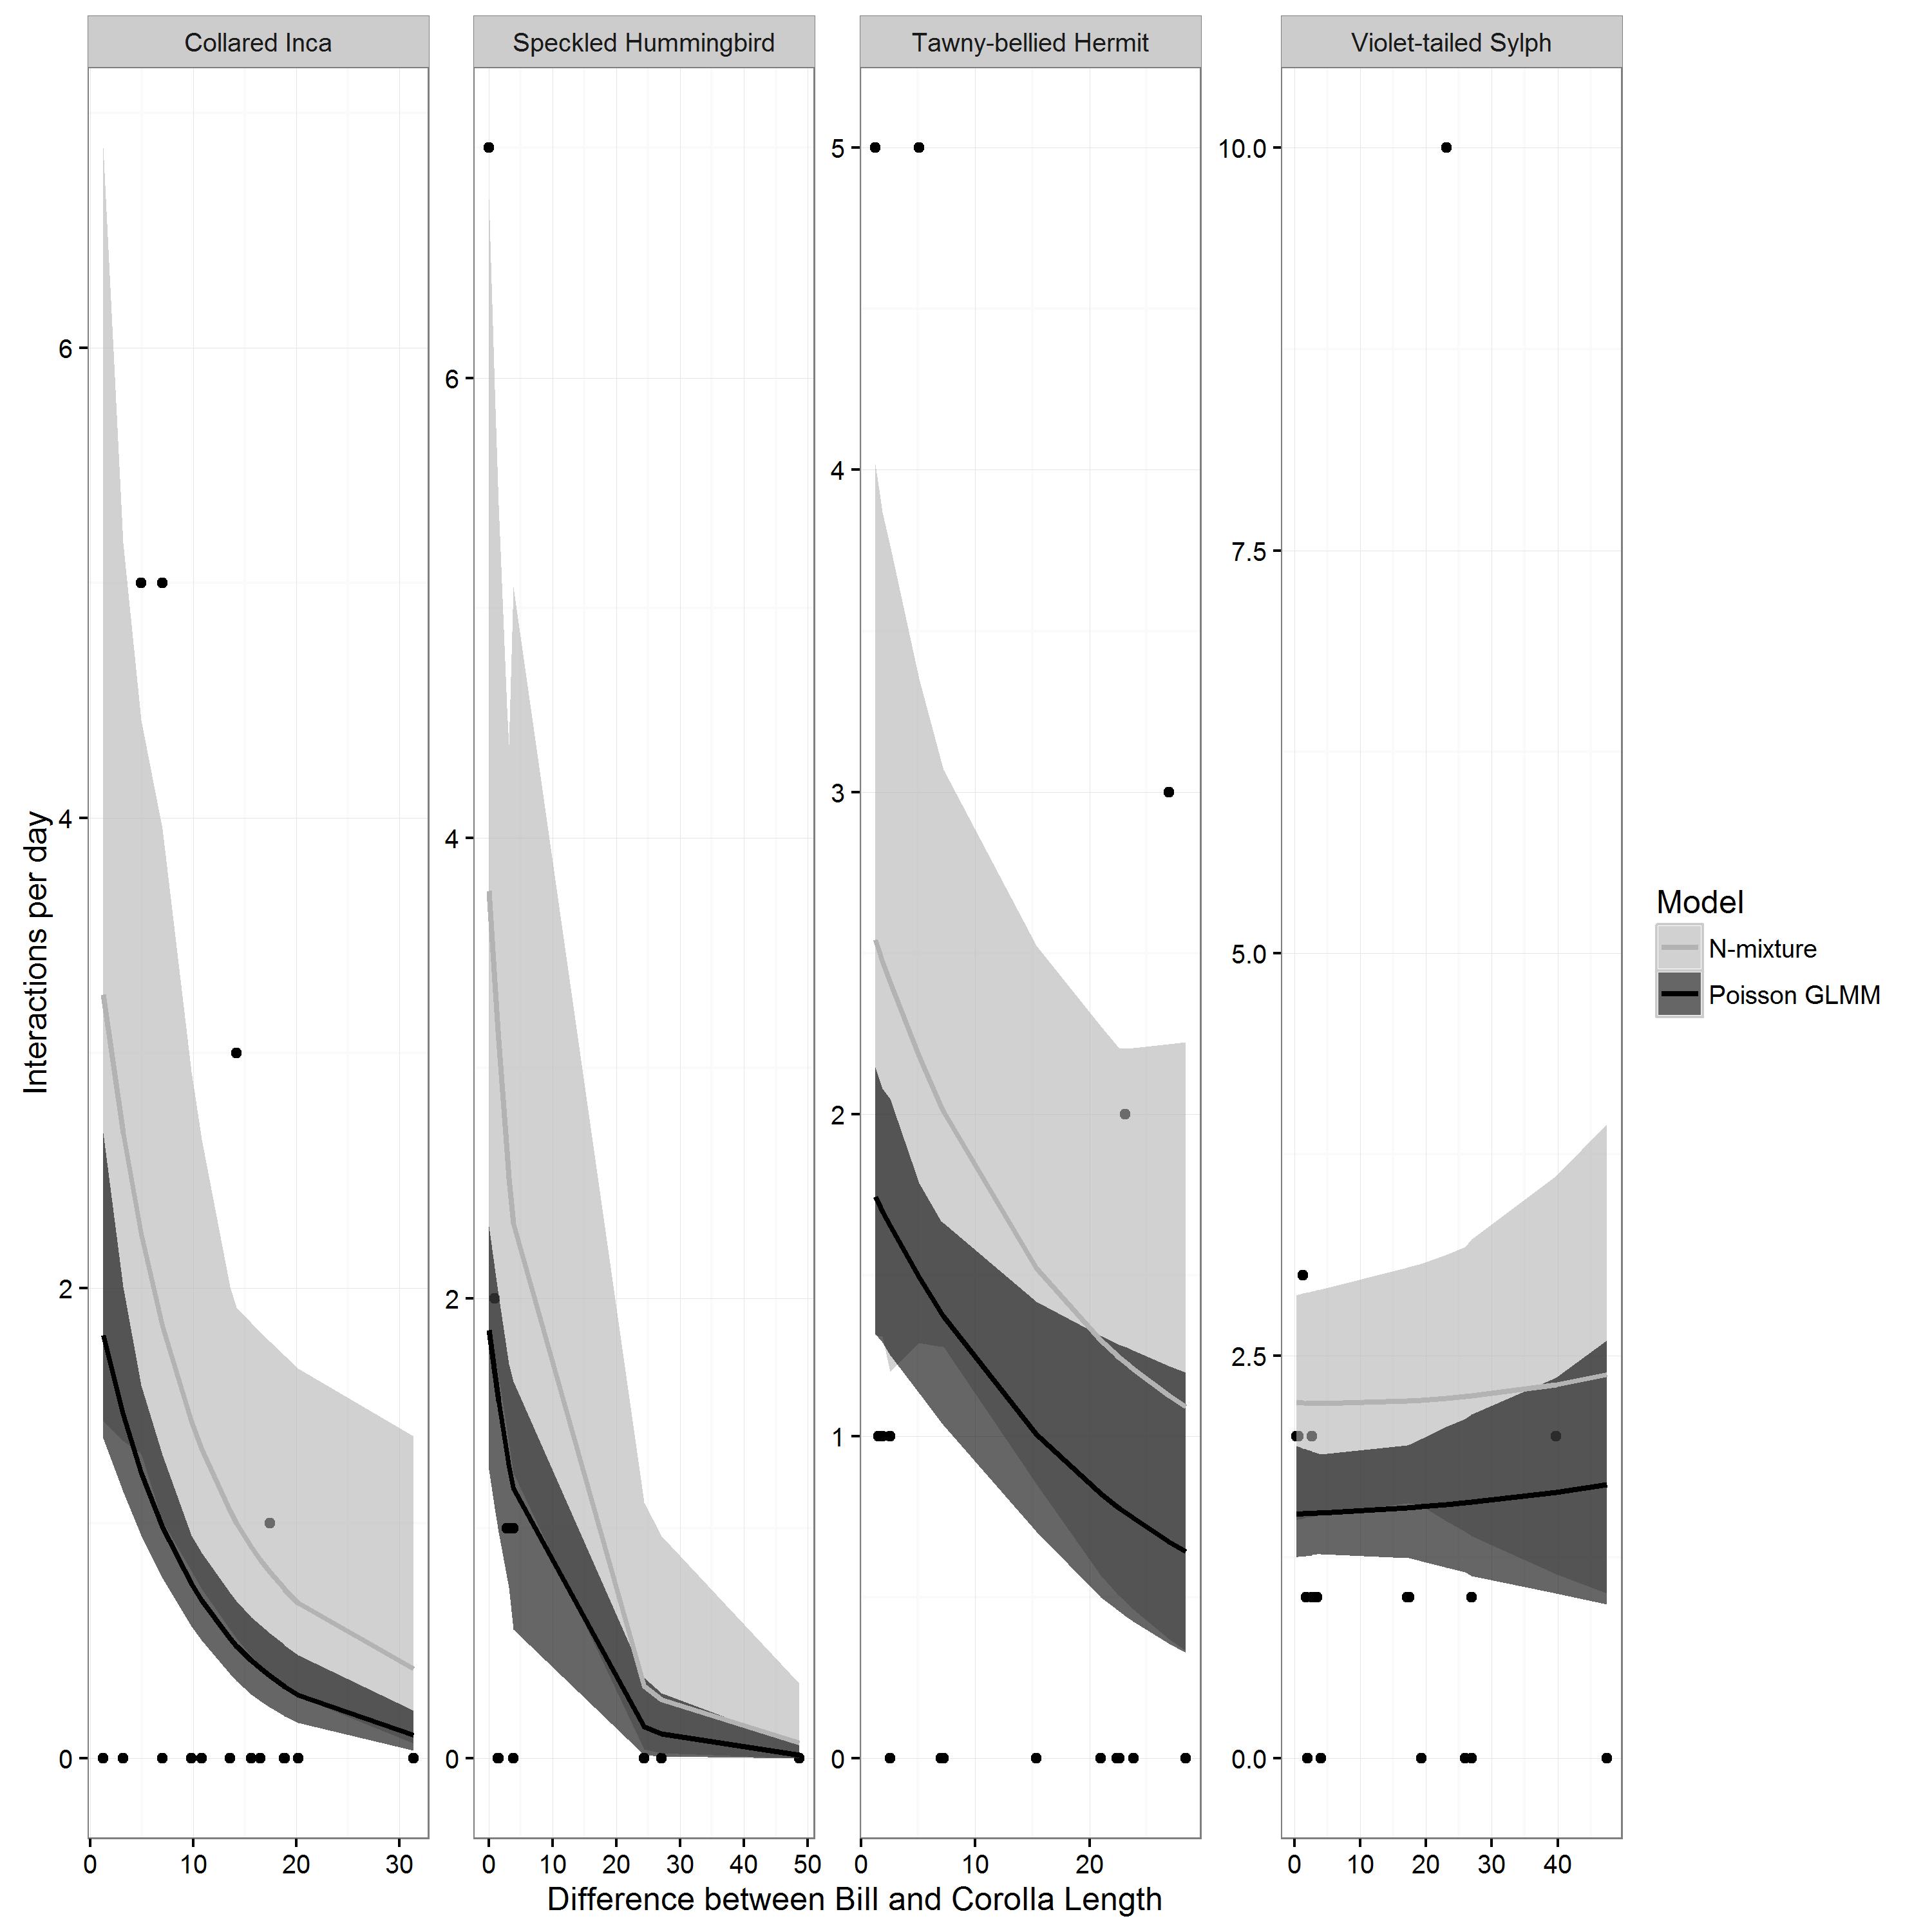 Collared Inca
Speckled Hummingbird
Tawny-bellied Hermit
Violet-tailed Sylph
Interactions per day
6
4
2
0
6
4
2
0
5
4
3
2
1
0
10.0
7.5
5.0
2.5
0.0
0 10 20 30
0 10 20 30 40 50
0 10 20
0 10 20 30 40
Difference between Bill and Corolla Length
Model
N-mixture
Poisson GLMM